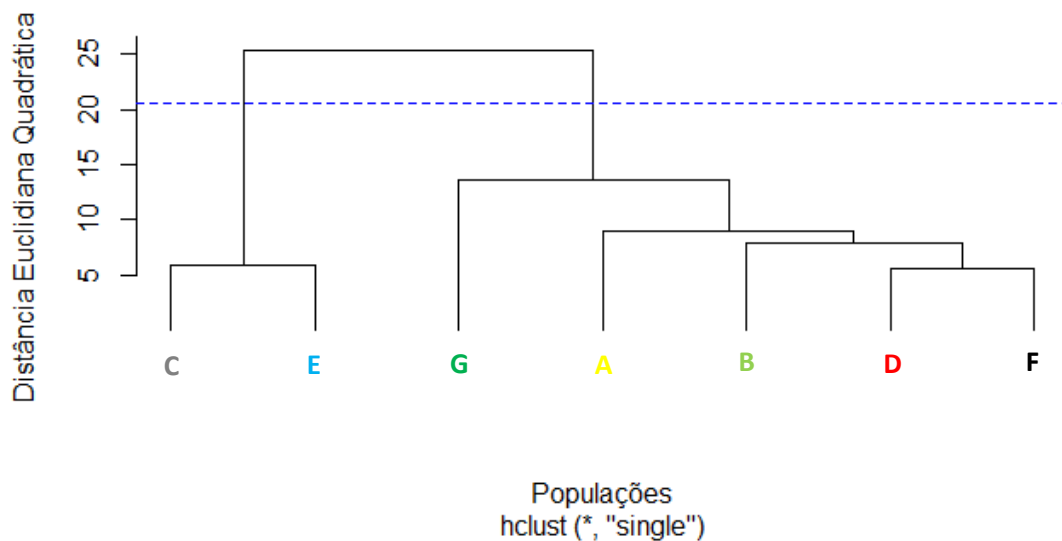 Distância Euclidiana Quadrática
25
20
15
10
5
C E G A B D F
Populações
hclust (*, "single")